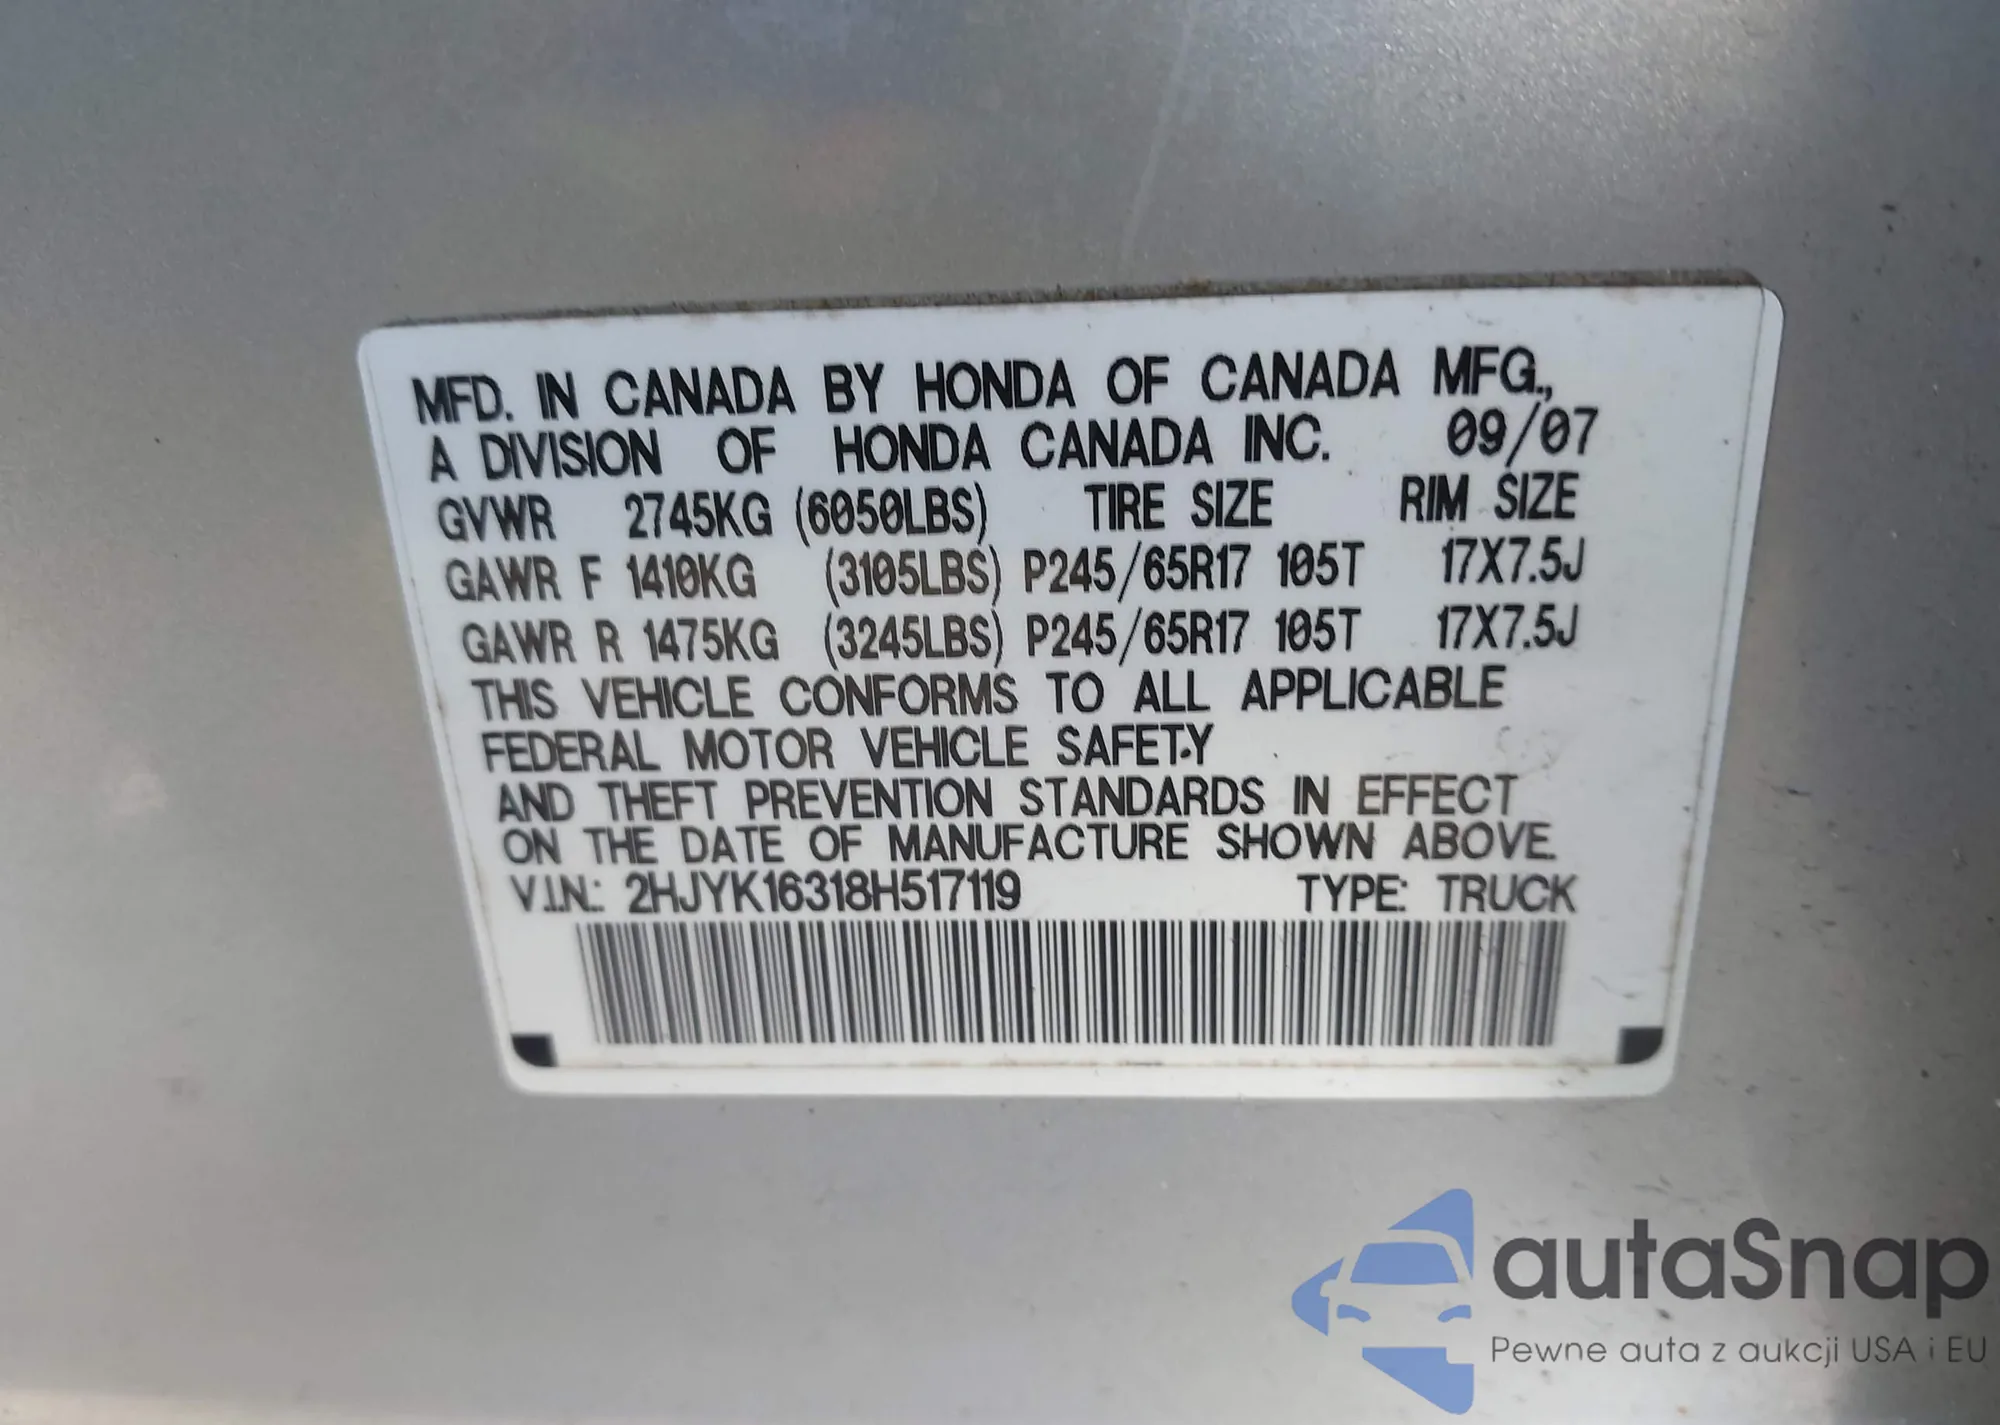 MFD. IN CANADA BY HONDA OF CANADA MFG.,
A DIVISION OF HONDA CANADA INC. 09/07
GVWR 2745KG (6050LBS) TIRE SIZE RIM SIZE
GAWR F 1410KG (3105LBS) P245/65R17 105T 17X7.5J
GAWR R 1475KG (3245LBS) P245/65R17 105T 17X7.5J
THIS VEHICLE CONFORMS TO ALL APPLICABLE
FEDERAL MOTOR VEHICLE SAFETY
AND THEFT PREVENTION STANDARDS IN EFFECT
ON THE DATE OF MANUFACTURE SHOWN ABOVE.
V.I.N.: 2HJYK16318H517119 TYPE: TRUCK
autaSnap
Pewne auta z aukcji USA i EU